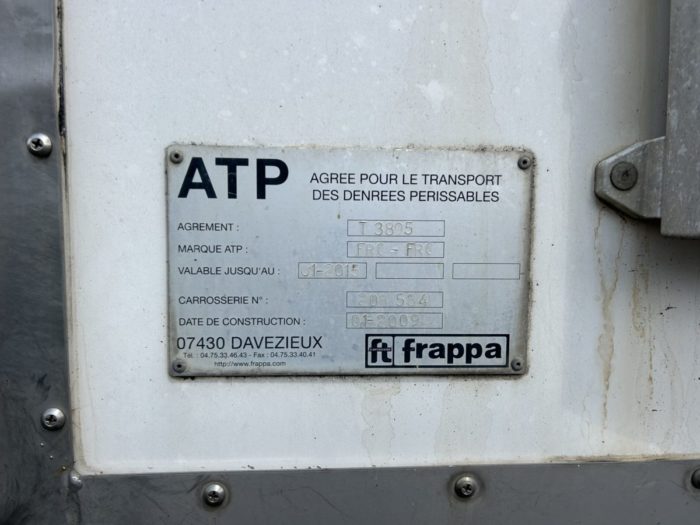 ATP
AGREE POUR LE TRANSPORT
DES DENREES PERISSABLES
AGREMENT :
MARQUE ATP : FRC - FRC
VALABLE JUSQU'AU : 01-2015
CARROSSERIE N° :
DATE DE CONSTRUCTION : 01-2009
07430 DAVEZIEUX
Tél. : 04.75.33.46.43 - Fax : 04.75.33.40.41
http://www.frappa.com
ft frappa